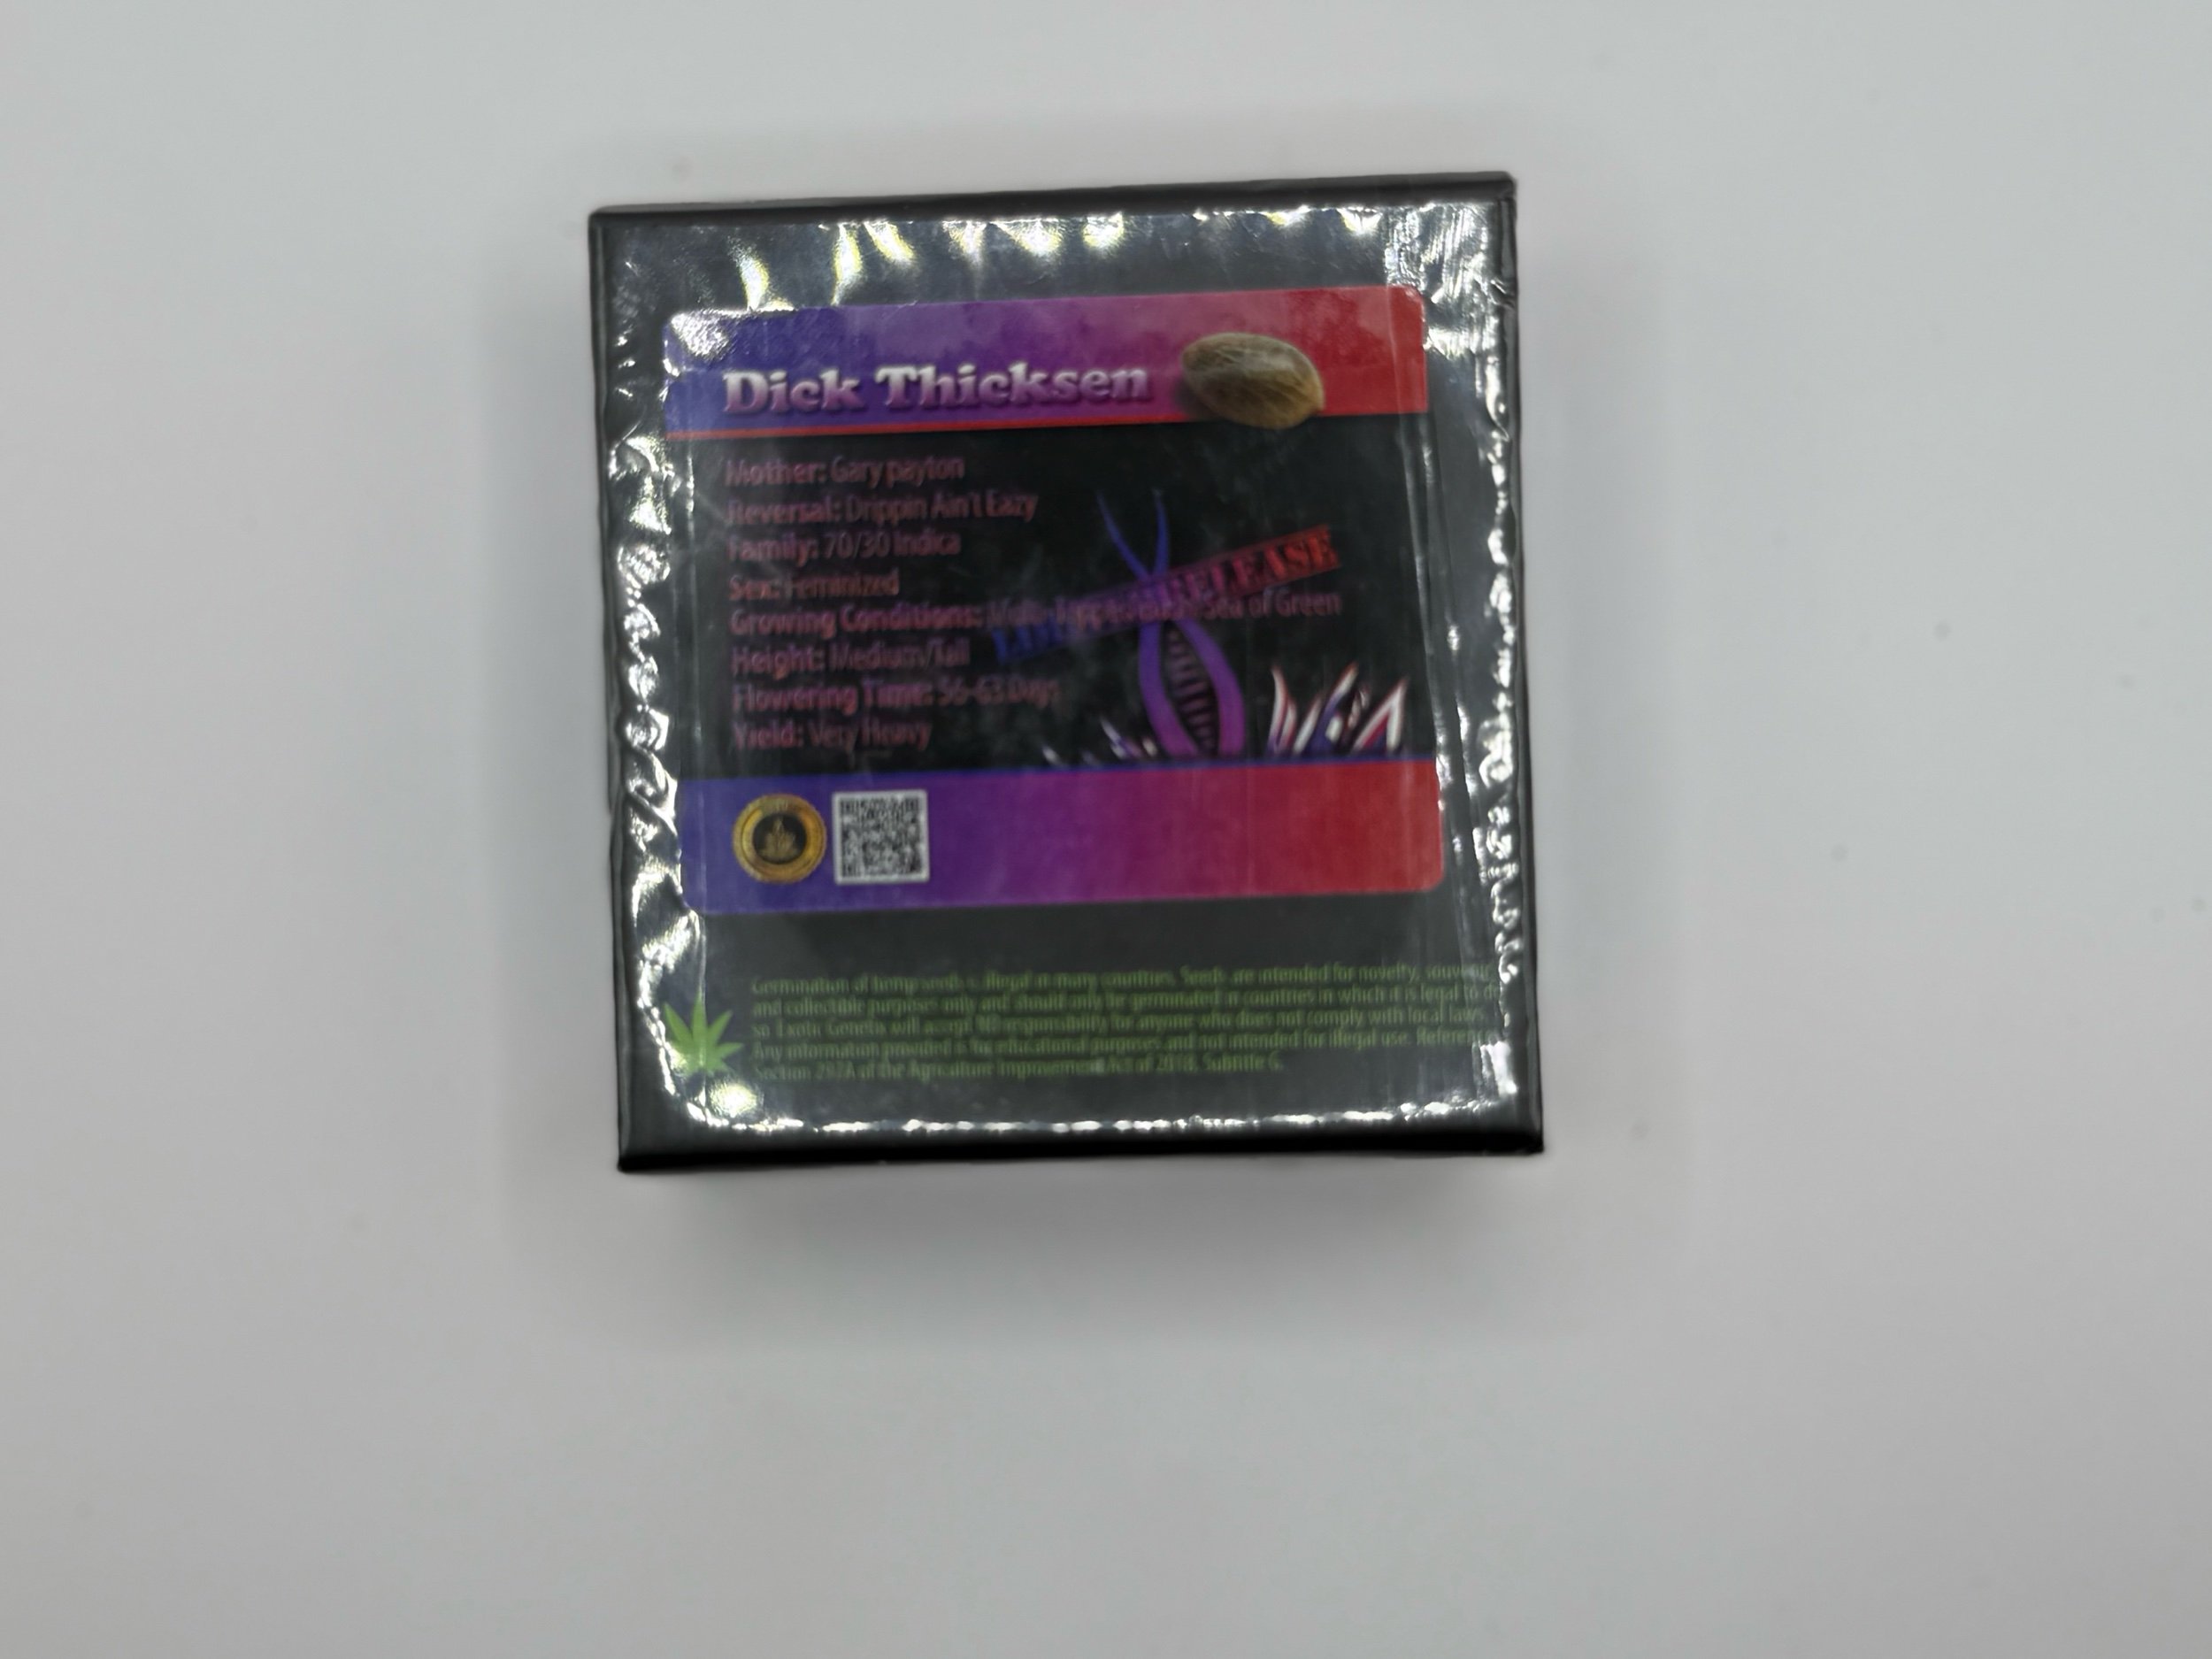 Dick Thicksen
Mother: Gary payton
Reversal: Drippin Ain't Eazy
Family: 70/30 Indica
Sex: Feminized
RELEASE
Growing Conditions: Sea of Green
Height: Medium/Tall
Flowering Time: 56-63 Days
Yield: Very Heavy
Germination of hemp seeds is illegal in many countries. Seeds are intended for novelty,
and collectible purposes only and should only be germinated in countries in which it is legal to
so Exotic Genetix will accept NO responsibility for anyone who does not comply with local laws.
Any information provided is for educational purposes and not intended for illegal use.
Section 297A of the Agriculture Improvement Act of 2018, Subtitle G.